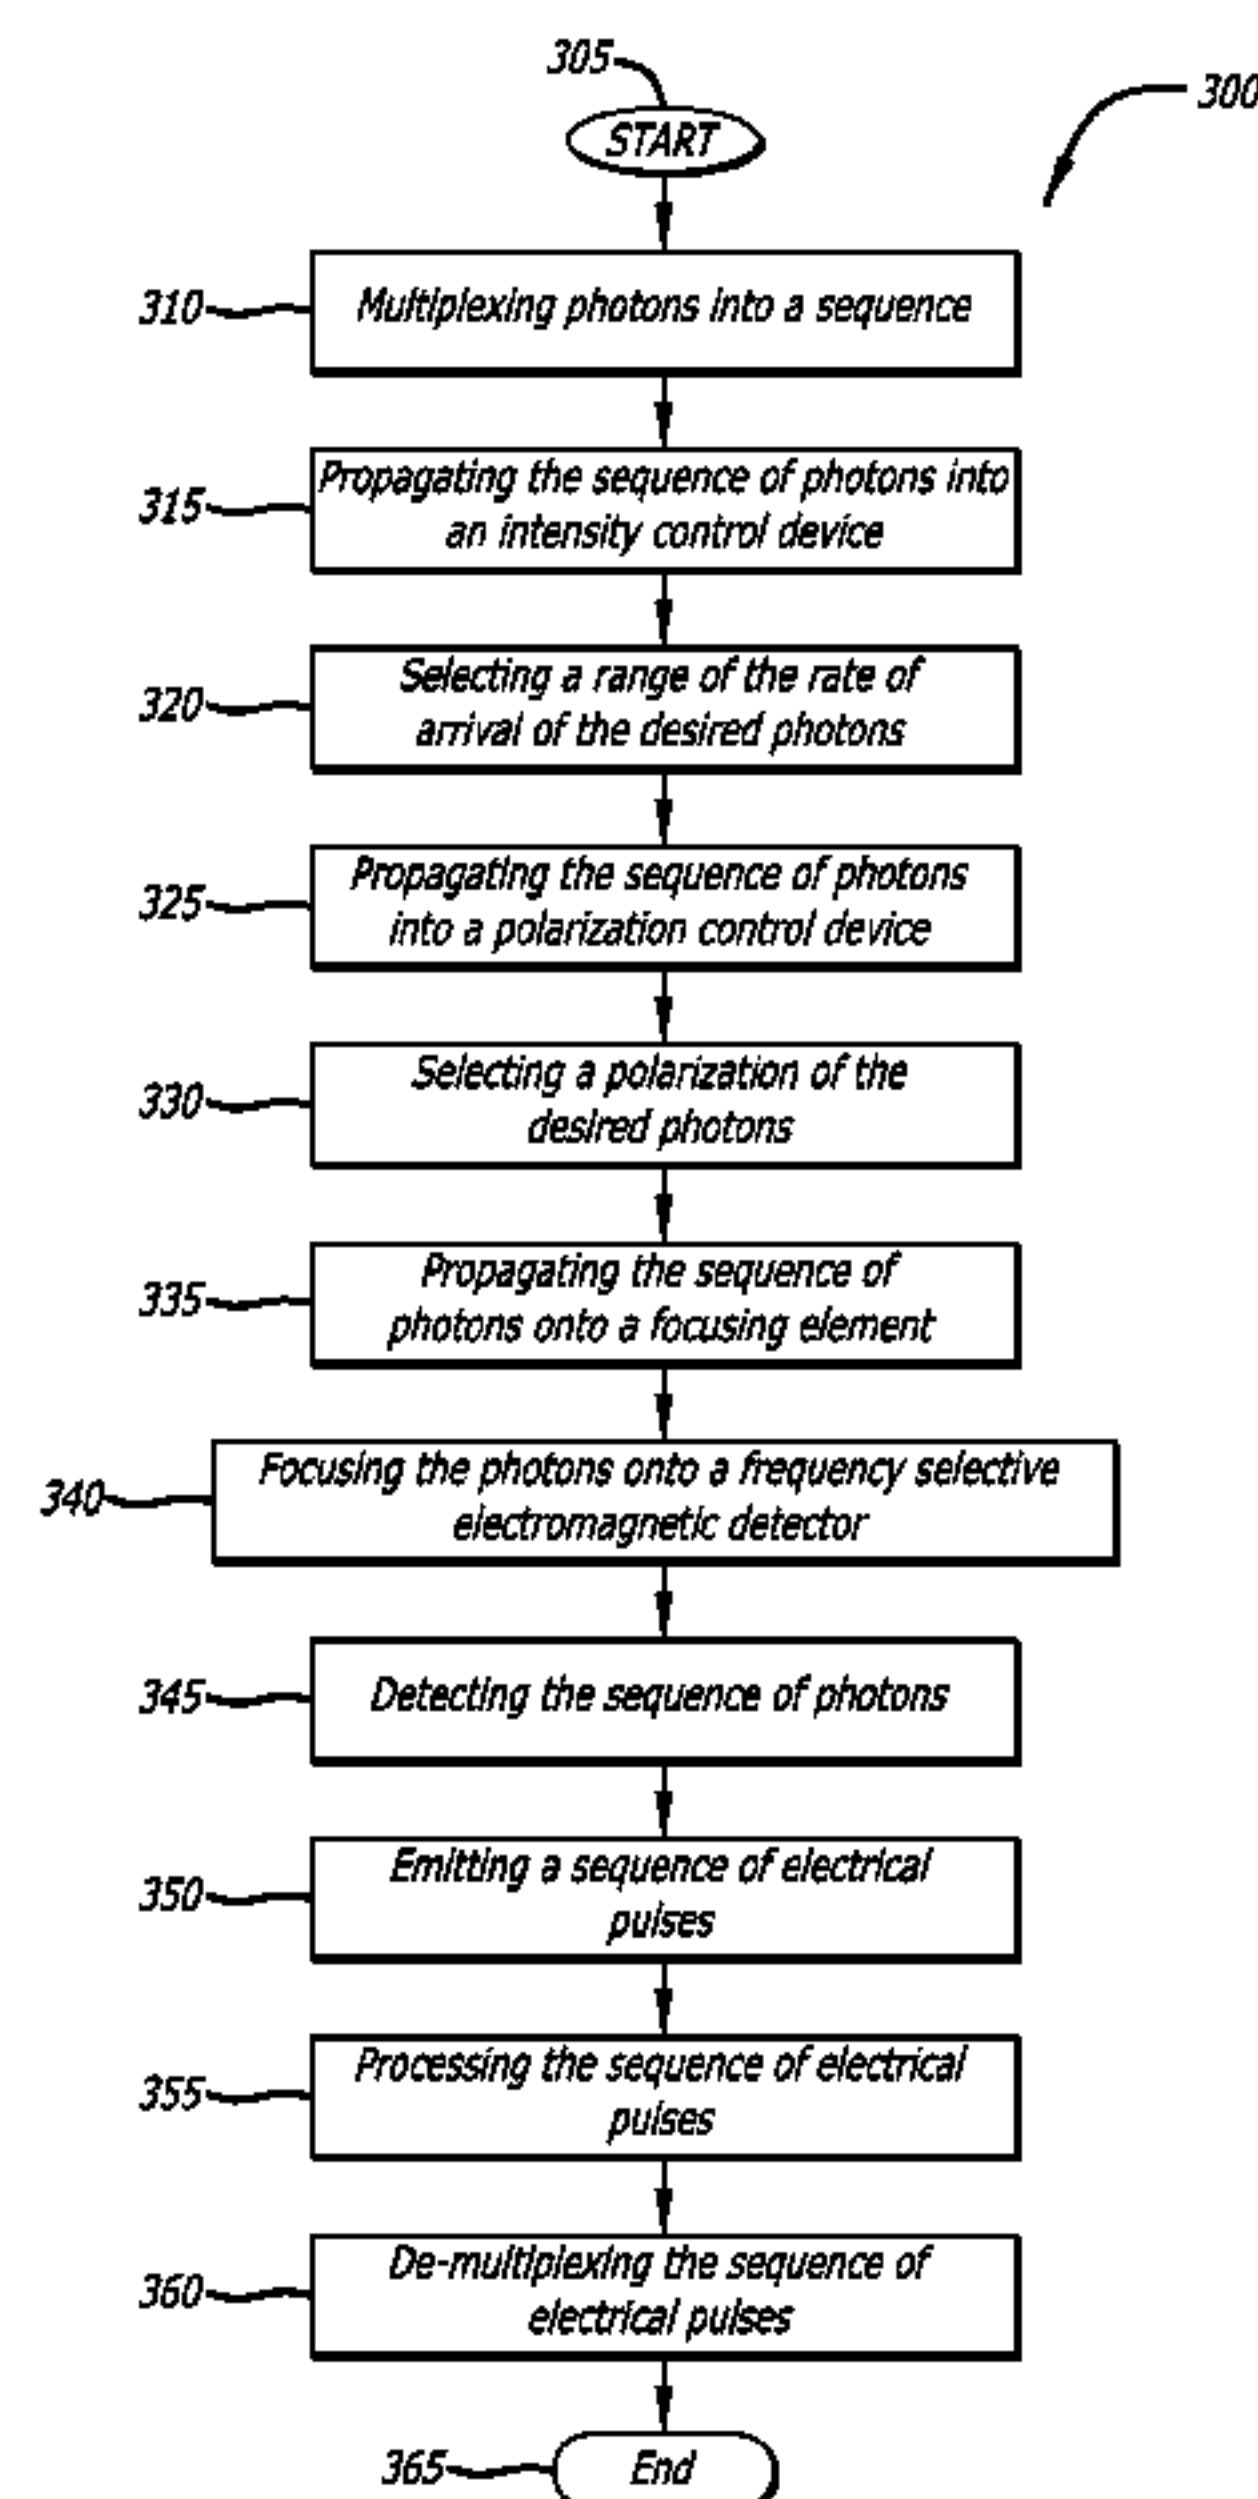 305
START
300
310
Multiplexing photons into a sequence
315
Propagating the sequence of photons into
an intensity control device
320
Selecting a range of the rate of
arrival of the desired photons
325
Propagating the sequence of photons
into a polarization control device
330
Selecting a polarization of the
desired photons
335
Propagating the sequence of
photons onto a focusing element
340
Focusing the photons onto a frequency selective
electromagnetic detector
345
Detecting the sequence of photons
350
Emitting a sequence of electrical
pulses
355
Processing the sequence of electrical
pulses
360
De-multiplexing the sequence of
electrical pulses
365
End